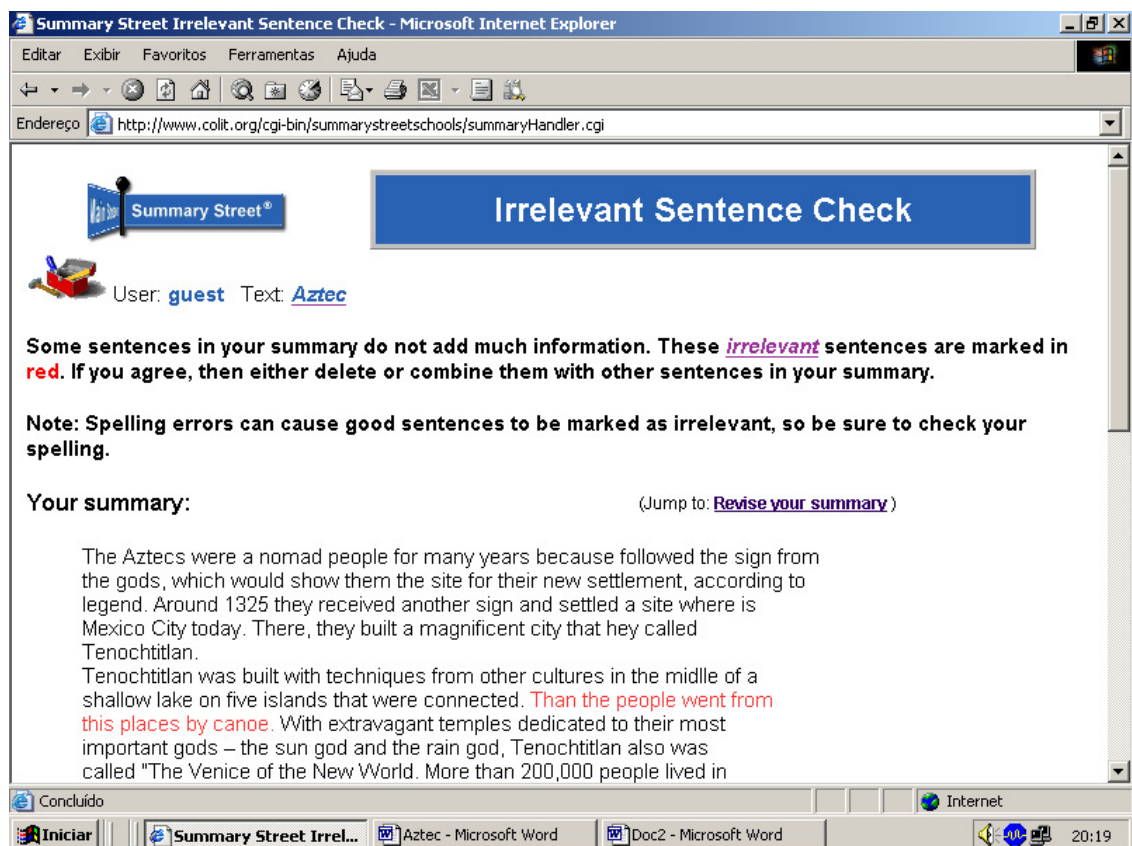 Summary Street Irrelevant Sentence Check - Microsoft Internet Explorer
Editar Exibir Favoritos Ferramentas Ajuda
Endereço http://www.colit.org/cgi-bin/summarystreetschools/summaryHandler.cgi
Summary Street®
Irrelevant Sentence Check
User: guest Text: Aztec
Some sentences in your summary do not add much information. These irrelevant sentences are marked in
red. If you agree, then either delete or combine them with other sentences in your summary.
Note: Spelling errors can cause good sentences to be marked as irrelevant, so be sure to check your
spelling.
Your summary:
(Jump to: Revise your summary )
The Aztecs were a nomad people for many years because followed the sign from
the gods, which would show them the site for their new settlement, according to
legend. Around 1325 they received another sign and settled a site where is
Mexico City today. There, they built a magnificent city that hey called
Tenochtitlan.
Tenochtitlan was built with techniques from other cultures in the midlle of a
shallow lake on five islands that were connected. Than the people went from
this places by canoe. With extravagant temples dedicated to their most
important gods – the sun god and the rain god, Tenochtitlan also was
called "The Venice of the New World. More than 200,000 people lived in
Concluído
Internet
Iniciar
Summary Street Irrel...
Aztec - Microsoft Word
Doc2 - Microsoft Word
20:19